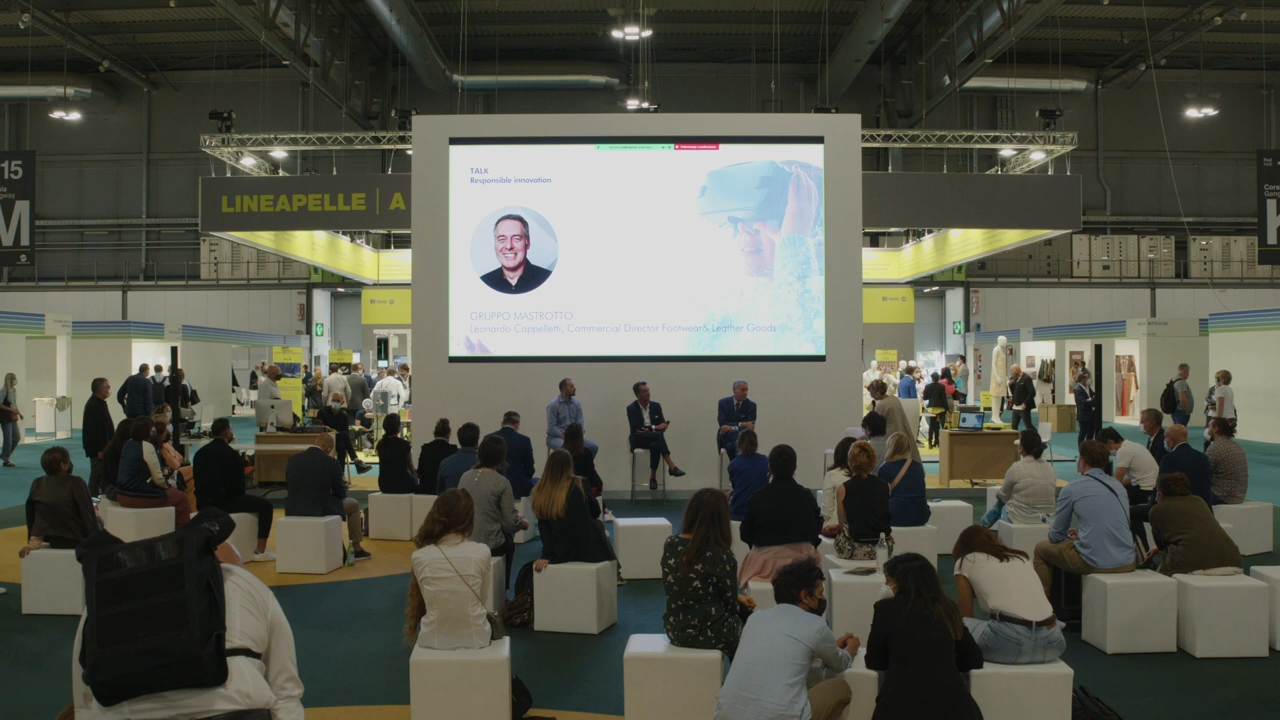 15
M
LINEAPELLE | A
TALK
Responsible innovation
GRUPPO MASTROTTO
Leonardo Cappelletti, Commercial Director Footwear& Leather Goods